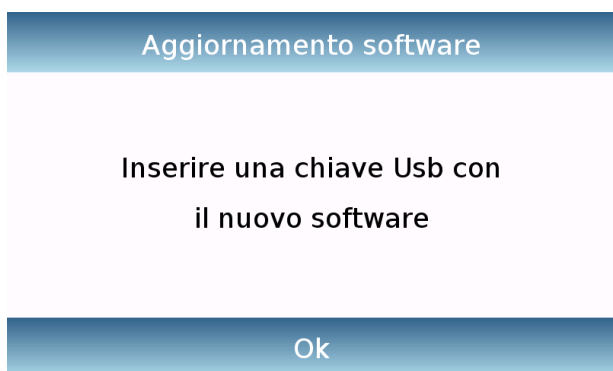 Aggiornamento software
Inserire una chiave Usb con
il nuovo software
Ok